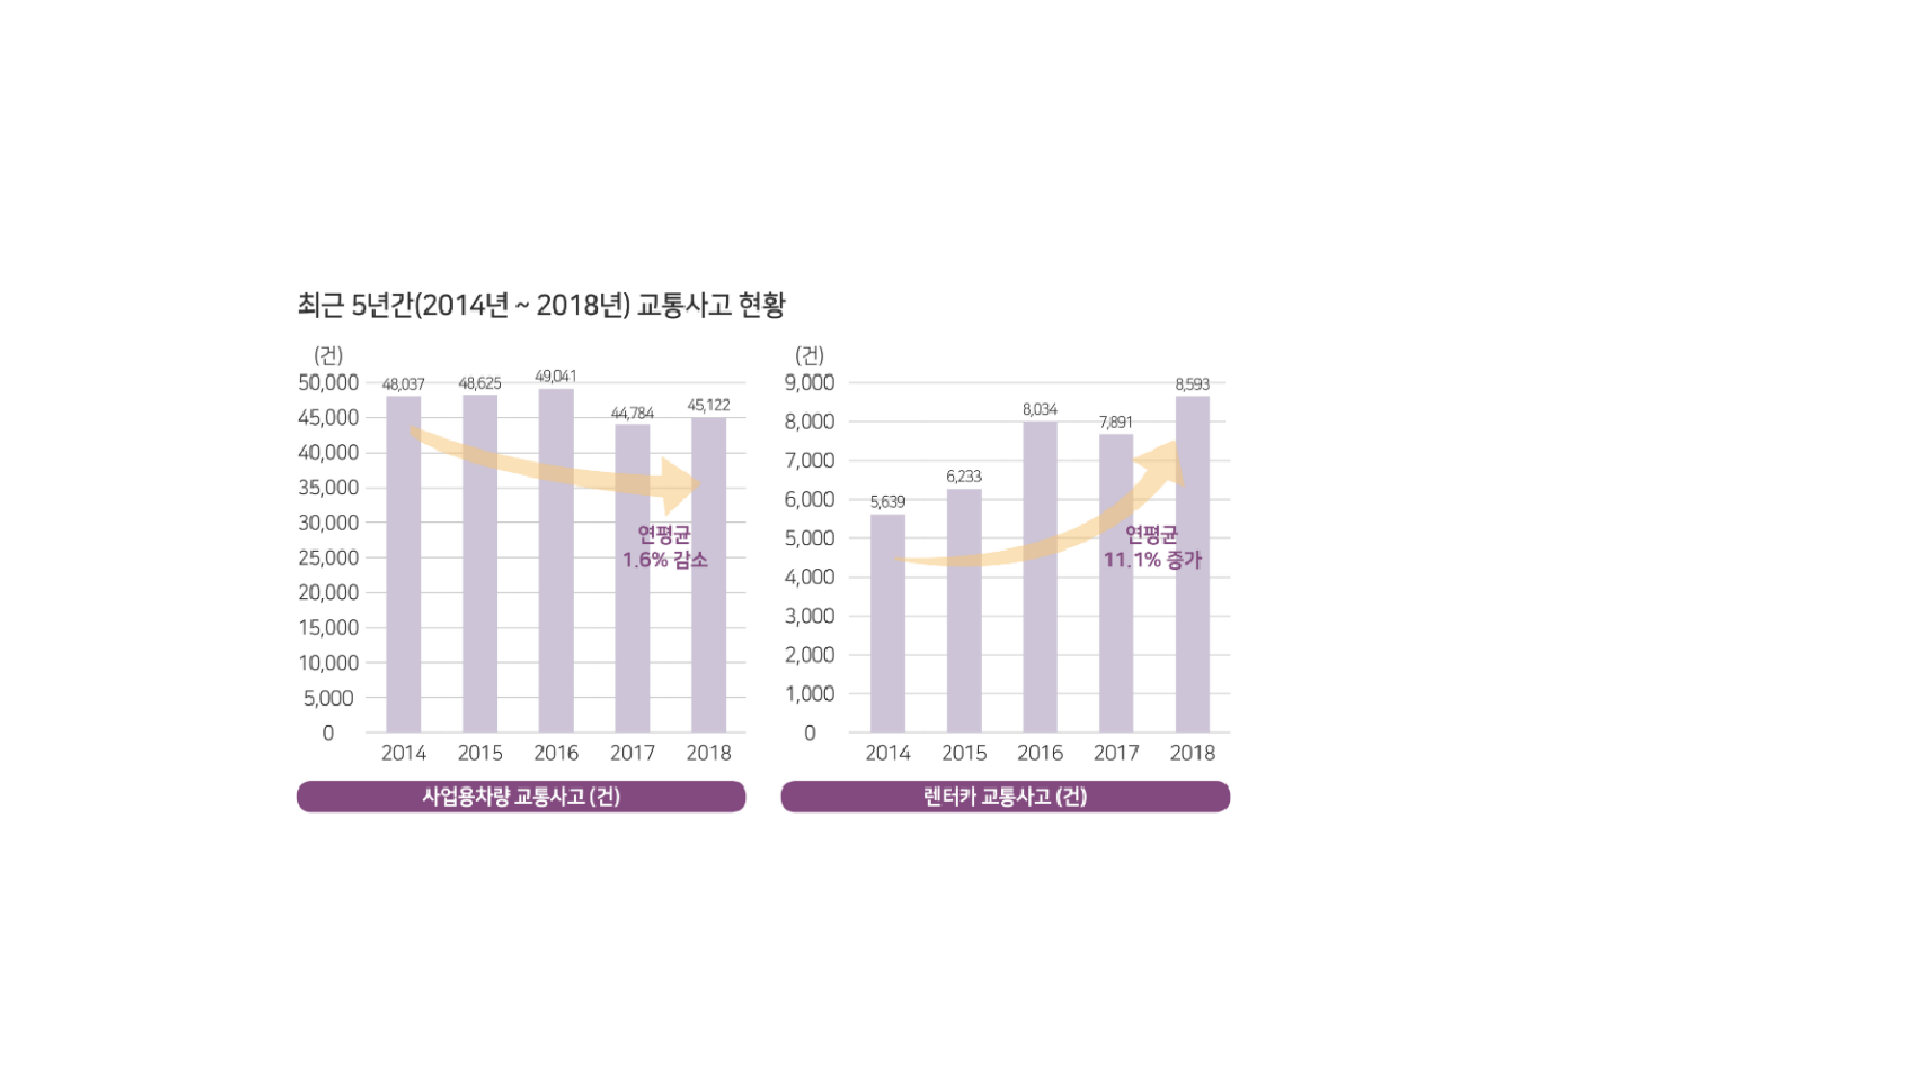 최근 5년간(2014년 ~ 2018년) 교통사고 현황
(건)
50,000
45,000
40,000
35,000
30,000
25,000
20,000
15,000
10,000
5,000
0
48,037
48,625
49,041
44,784
45,122
연평균
1.6% 감소
2014 2015 2016 2017 2018
사업용차량 교통사고 (건)
(건)
9,000
8,000
7,000
6,000
5,000
4,000
3,000
2,000
1,000
0
5,639
6,233
8,034
7,891
8,593
연평균
11.1% 증가
2014 2015 2016 2017 2018
렌터카 교통사고 (건)